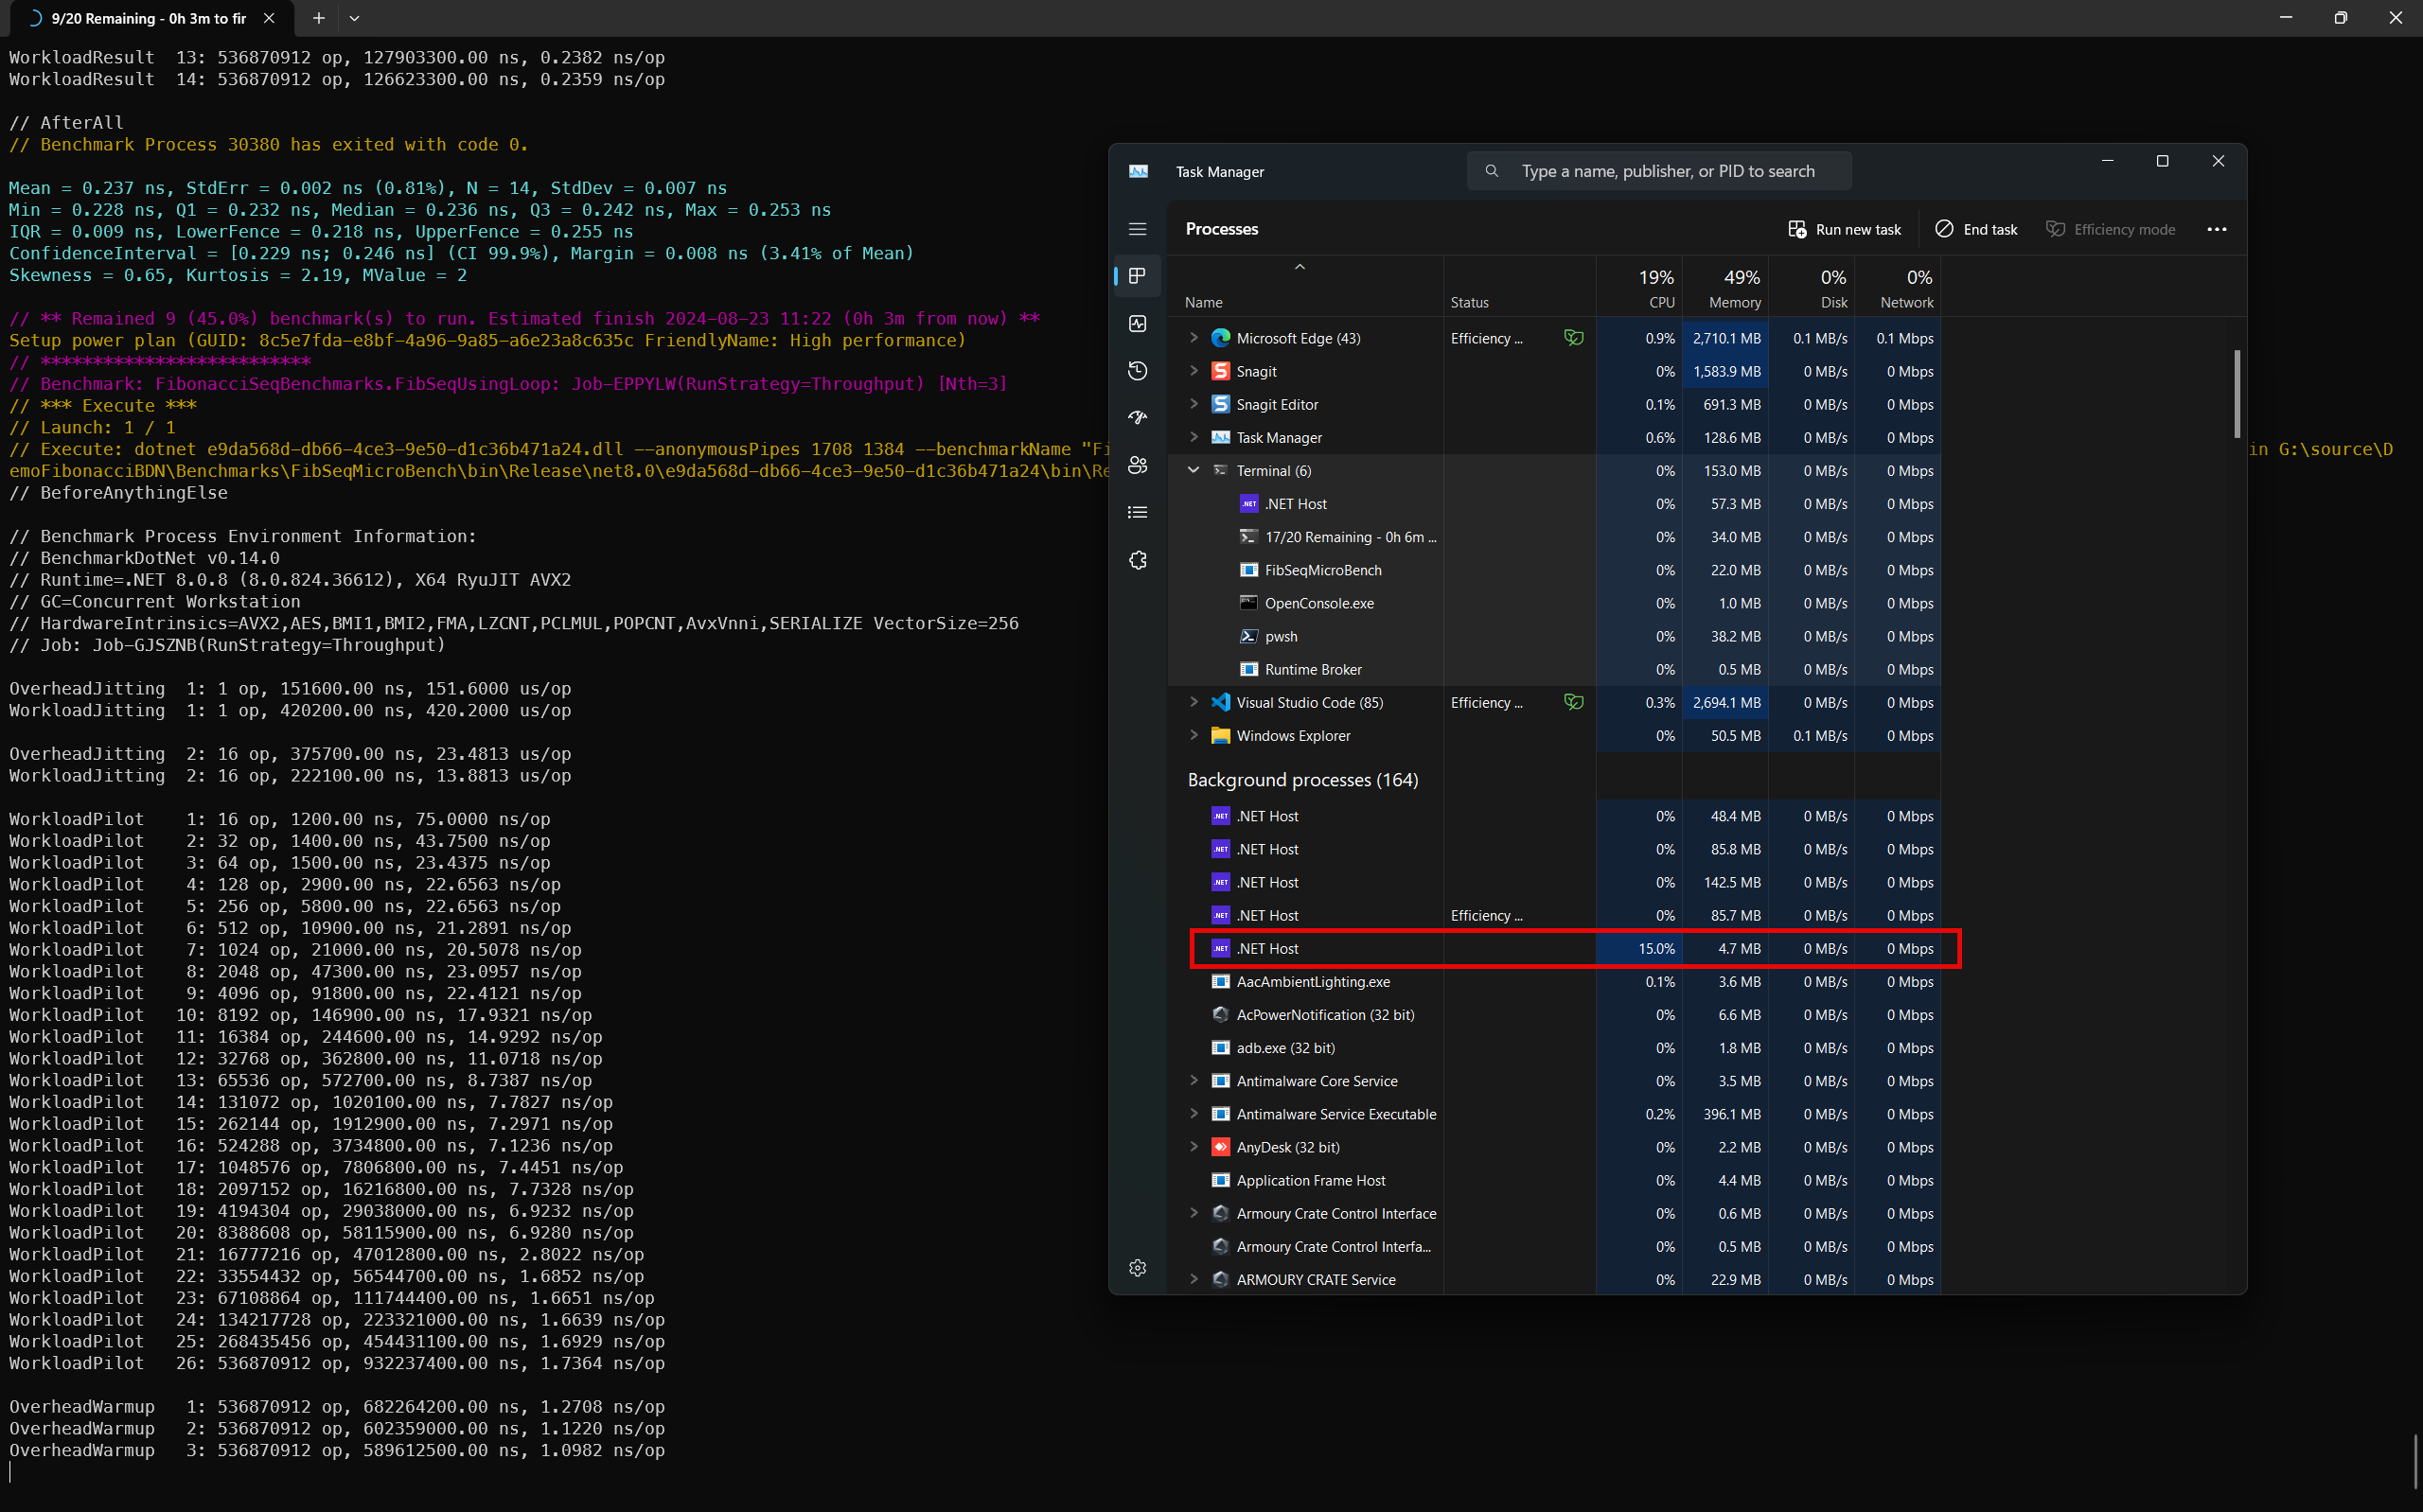 9/20 Remaining - 0h 3m to fir
WorkloadResult  13: 536870912 op, 127903300.00 ns, 0.2382 ns/op
WorkloadResult  14: 536870912 op, 126623300.00 ns, 0.2359 ns/op
// AfterAll
// Benchmark Process 30380 has exited with code 0.
Mean = 0.237 ns, StdErr = 0.002 ns (0.81%), N = 14, StdDev = 0.007 ns
Min = 0.228 ns, Q1 = 0.232 ns, Median = 0.236 ns, Q3 = 0.242 ns, Max = 0.253 ns
IQR = 0.009 ns, LowerFence = 0.218 ns, UpperFence = 0.255 ns
ConfidenceInterval = [0.229 ns; 0.246 ns] (CI 99.9%), Margin = 0.008 ns (3.41% of Mean)
Skewness = 0.65, Kurtosis = 2.19, MValue = 2
// ** Remained 9 (45.0%) benchmark(s) to run. Estimated finish 2024-08-23 11:22 (0h 3m from now) **
Setup power plan (GUID: 8c5e7fda-e8bf-4a96-9a85-a6e23a8c635c FriendlyName: High performance)
// **************************
// Benchmark: FibonacciSeqBenchmarks.FibSeqUsingLoop: Job-EPPYLW(RunStrategy=Throughput) [Nth=3]
// *** Execute ***
// Launch: 1 / 1
// Execute: dotnet e9da568d-db66-4ce3-9e50-d1c36b471a24.dll --anonymousPipes 1708 1384 --benchmarkName "Fi in G:\source\D
emoFibonacciBDN\Benchmarks\FibSeqMicroBench\bin\Release\net8.0\e9da568d-db66-4ce3-9e50-d1c36b471a24\bin\Re
// BeforeAnythingElse
// Benchmark Process Environment Information:
// BenchmarkDotNet v0.14.0
// Runtime=.NET 8.0.8 (8.0.824.36612), X64 RyuJIT AVX2
// GC=Concurrent Workstation
// HardwareIntrinsics=AVX2,AES,BMI1,BMI2,FMA,LZCNT,PCLMUL,POPCNT,AvxVnni,SERIALIZE VectorSize=256
// Job: Job-GJSZNB(RunStrategy=Throughput)
OverheadJitting  1: 1 op, 151600.00 ns, 151.6000 us/op
WorkloadJitting  1: 1 op, 420200.00 ns, 420.2000 us/op
OverheadJitting  2: 16 op, 375700.00 ns, 23.4813 us/op
WorkloadJitting  2: 16 op, 222100.00 ns, 13.8813 us/op
WorkloadPilot    1: 16 op, 1200.00 ns, 75.0000 ns/op
WorkloadPilot    2: 32 op, 1400.00 ns, 43.7500 ns/op
WorkloadPilot    3: 64 op, 1500.00 ns, 23.4375 ns/op
WorkloadPilot    4: 128 op, 2900.00 ns, 22.6563 ns/op
WorkloadPilot    5: 256 op, 5800.00 ns, 22.6563 ns/op
WorkloadPilot    6: 512 op, 10900.00 ns, 21.2891 ns/op
WorkloadPilot    7: 1024 op, 21000.00 ns, 20.5078 ns/op
WorkloadPilot    8: 2048 op, 47300.00 ns, 23.0957 ns/op
WorkloadPilot    9: 4096 op, 91800.00 ns, 22.4121 ns/op
WorkloadPilot   10: 8192 op, 146900.00 ns, 17.9321 ns/op
WorkloadPilot   11: 16384 op, 244600.00 ns, 14.9292 ns/op
WorkloadPilot   12: 32768 op, 362800.00 ns, 11.0718 ns/op
WorkloadPilot   13: 65536 op, 572700.00 ns, 8.7387 ns/op
WorkloadPilot   14: 131072 op, 1020100.00 ns, 7.7827 ns/op
WorkloadPilot   15: 262144 op, 1912900.00 ns, 7.2971 ns/op
WorkloadPilot   16: 524288 op, 3734800.00 ns, 7.1236 ns/op
WorkloadPilot   17: 1048576 op, 7806800.00 ns, 7.4451 ns/op
WorkloadPilot   18: 2097152 op, 16216800.00 ns, 7.7328 ns/op
WorkloadPilot   19: 4194304 op, 29038000.00 ns, 6.9232 ns/op
WorkloadPilot   20: 8388608 op, 58115900.00 ns, 6.9280 ns/op
WorkloadPilot   21: 16777216 op, 47012800.00 ns, 2.8022 ns/op
WorkloadPilot   22: 33554432 op, 56544700.00 ns, 1.6852 ns/op
WorkloadPilot   23: 67108864 op, 111744400.00 ns, 1.6651 ns/op
WorkloadPilot   24: 134217728 op, 223321000.00 ns, 1.6639 ns/op
WorkloadPilot   25: 268435456 op, 454431100.00 ns, 1.6929 ns/op
WorkloadPilot   26: 536870912 op, 932237400.00 ns, 1.7364 ns/op
OverheadWarmup   1: 536870912 op, 682264200.00 ns, 1.2708 ns/op
OverheadWarmup   2: 536870912 op, 602359000.00 ns, 1.1220 ns/op
OverheadWarmup   3: 536870912 op, 589612500.00 ns, 1.0982 ns/op
Task Manager
Type a name, publisher, or PID to search
Processes
Run new task
End task
Efficiency mode
19% 49% 0% 0%
Name Status CPU Memory Disk Network
Microsoft Edge (43) Efficiency ... 0.9% 2,710.1 MB 0.1 MB/s 0.1 Mbps
Snagit 0% 1,583.9 MB 0 MB/s 0 Mbps
Snagit Editor 0.1% 691.3 MB 0 MB/s 0 Mbps
Task Manager 0.6% 128.6 MB 0 MB/s 0 Mbps
Terminal (6) 0% 153.0 MB 0 MB/s 0 Mbps
.NET Host 0% 57.3 MB 0 MB/s 0 Mbps
17/20 Remaining - 0h 6m ... 0% 34.0 MB 0 MB/s 0 Mbps
FibSeqMicroBench 0% 22.0 MB 0 MB/s 0 Mbps
OpenConsole.exe 0% 1.0 MB 0 MB/s 0 Mbps
pwsh 0% 38.2 MB 0 MB/s 0 Mbps
Runtime Broker 0% 0.5 MB 0 MB/s 0 Mbps
Visual Studio Code (85) Efficiency ... 0.3% 2,694.1 MB 0 MB/s 0 Mbps
Windows Explorer 0% 50.5 MB 0.1 MB/s 0 Mbps
Background processes (164)
.NET Host 0% 48.4 MB 0 MB/s 0 Mbps
.NET Host 0% 85.8 MB 0 MB/s 0 Mbps
.NET Host 0% 142.5 MB 0 MB/s 0 Mbps
.NET Host Efficiency ... 0% 85.7 MB 0 MB/s 0 Mbps
.NET Host 15.0% 4.7 MB 0 MB/s 0 Mbps
AacAmbientLighting.exe 0.1% 3.6 MB 0 MB/s 0 Mbps
AcPowerNotification (32 bit) 0% 6.6 MB 0 MB/s 0 Mbps
adb.exe (32 bit) 0% 1.8 MB 0 MB/s 0 Mbps
Antimalware Core Service 0% 3.5 MB 0 MB/s 0 Mbps
Antimalware Service Executable 0.2% 396.1 MB 0 MB/s 0 Mbps
AnyDesk (32 bit) 0% 2.2 MB 0 MB/s 0 Mbps
Application Frame Host 0% 4.4 MB 0 MB/s 0 Mbps
Armoury Crate Control Interface 0% 0.6 MB 0 MB/s 0 Mbps
Armoury Crate Control Interfa... 0% 0.5 MB 0 MB/s 0 Mbps
ARMOURY CRATE Service 0% 22.9 MB 0 MB/s 0 Mbps